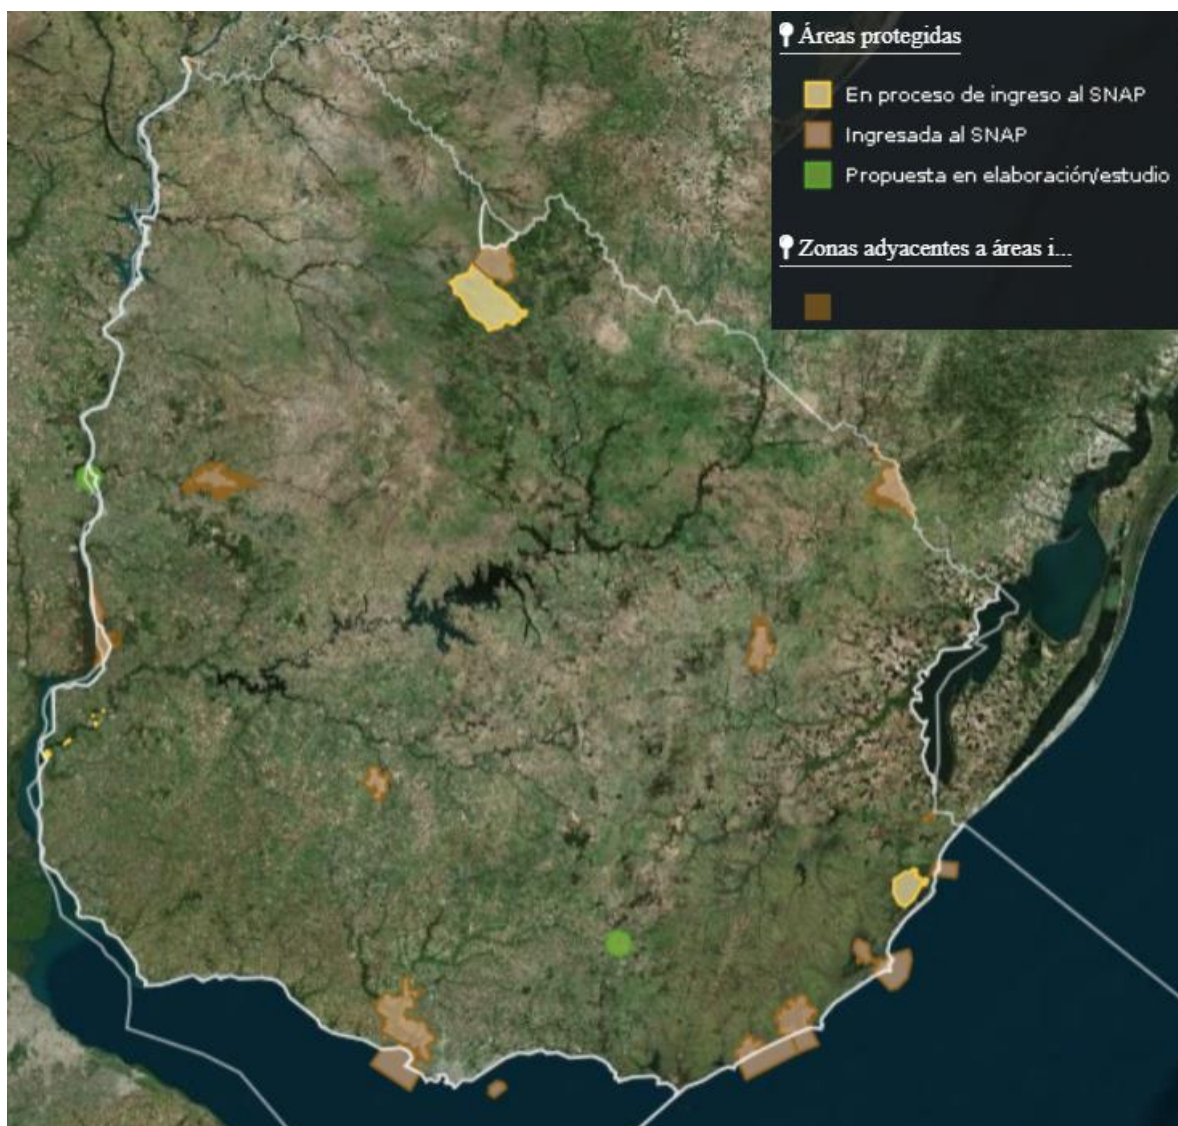 Áreas protegidas
En proceso de ingreso al SNAP
Ingresada al SNAP
Propuesta en elaboración/estudio
Zonas adyacentes a áreas i...